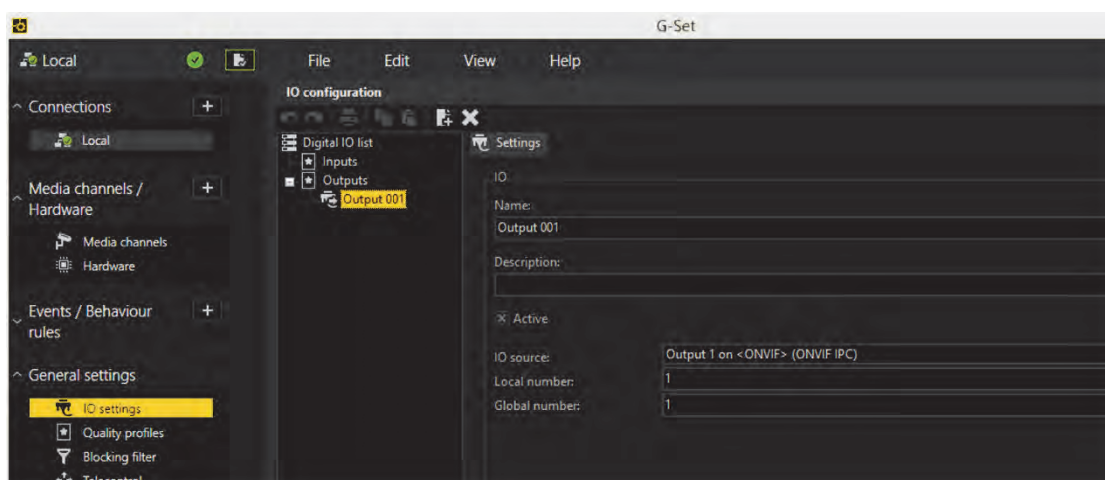 G-Set
Local
File Edit View Help
Connections
Local
Media channels /
Hardware
Media channels
Hardware
Events / Behaviour
rules
General settings
IO settings
Quality profiles
Blocking filter
Telecontrol
IO configuration
Digital IO list
Inputs
Outputs
Output 001
Settings
IO
Name:
Output 001
Description:
Active
IO source: Output 1 on <ONVIF> (ONVIF IPC)
Local number: 1
Global number: 1